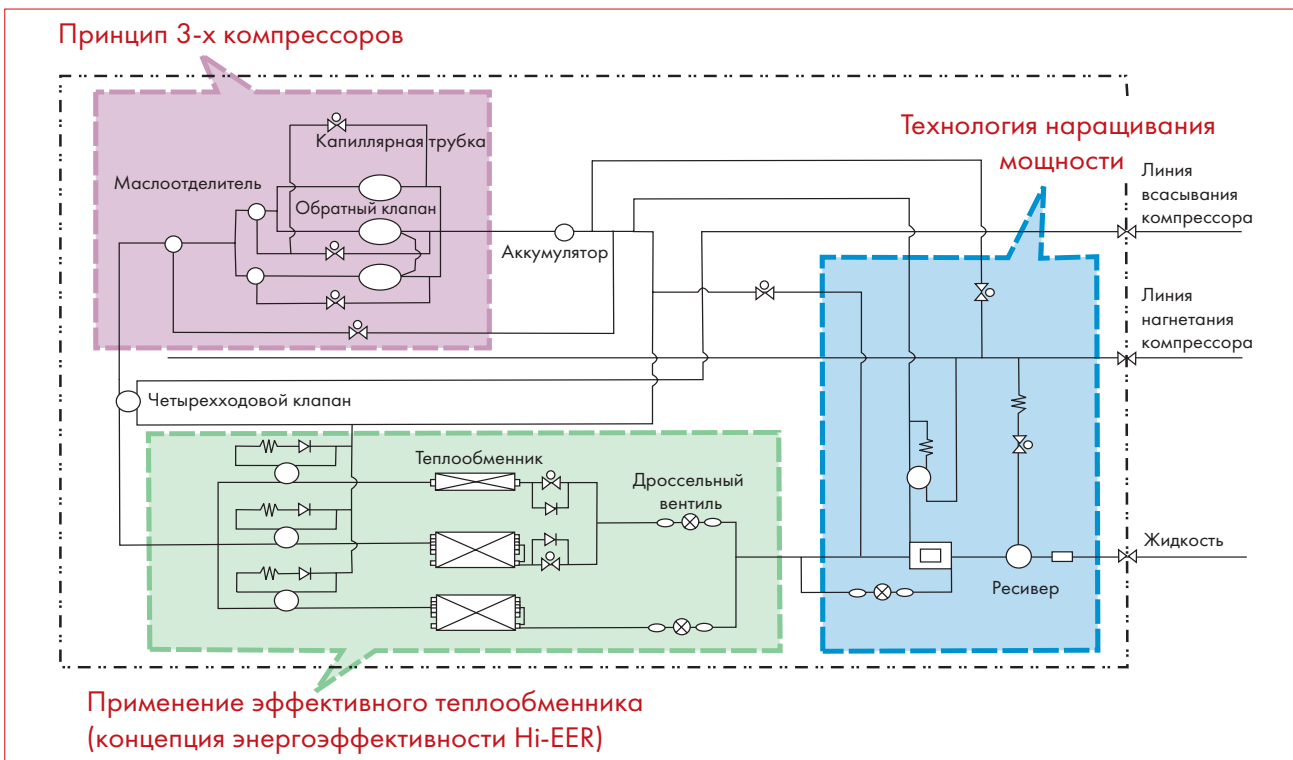 Принцип 3-х компрессоров
Технология наращивания
мощности
Капиллярная трубка
Маслоотделитель
Обратный клапан
Аккумулятор
Линия
всасывания
компрессора
Линия
нагнетания
компрессора
Четырехходовой клапан
Теплообменник
Дроссельный
вентиль
Жидкость
Ресивер
Применение эффективного теплообменника
(концепция энергоэффективности Hi-EER)